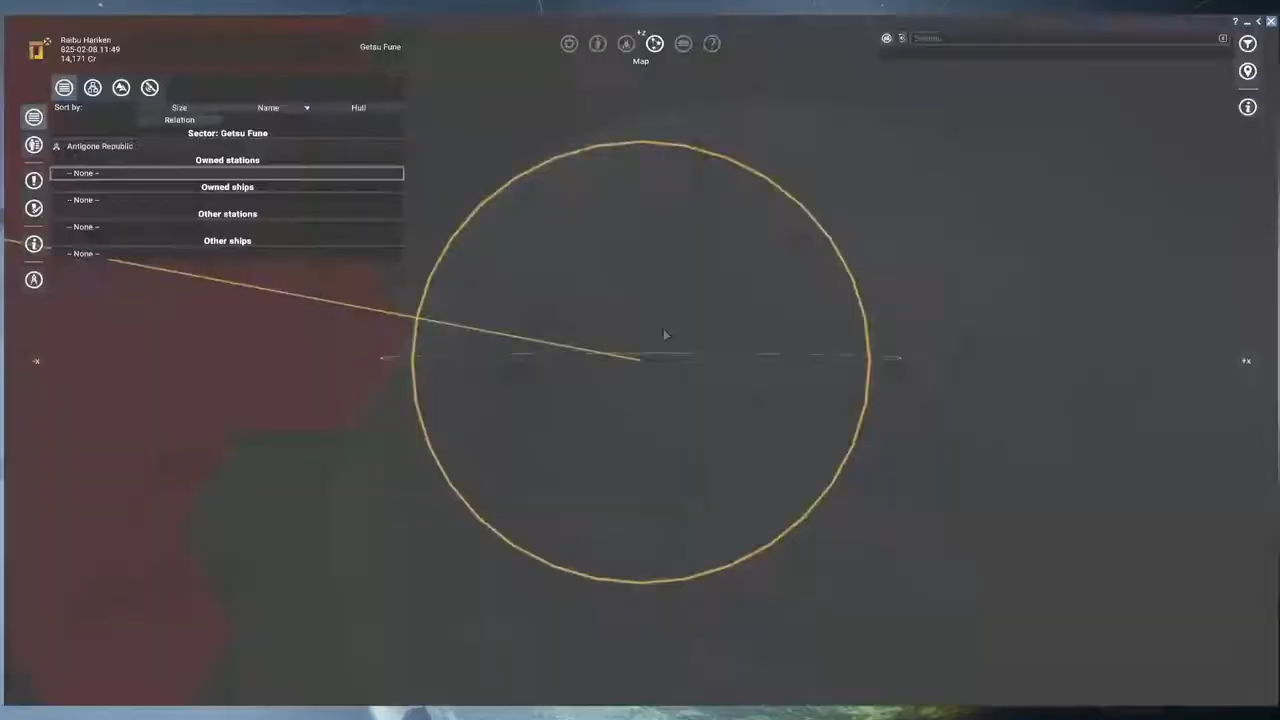 Raibu Hariken
825-02-08, 11:49
14,171 Cr
Getsu Fune
+z
Map
Sort by:
Size
Name
Hull
Relation
Sector: Getsu Fune
Antigone Republic
Owned stations
-- None --
Owned ships
-- None --
Other stations
-- None --
Other ships
-- None --
-x
+x